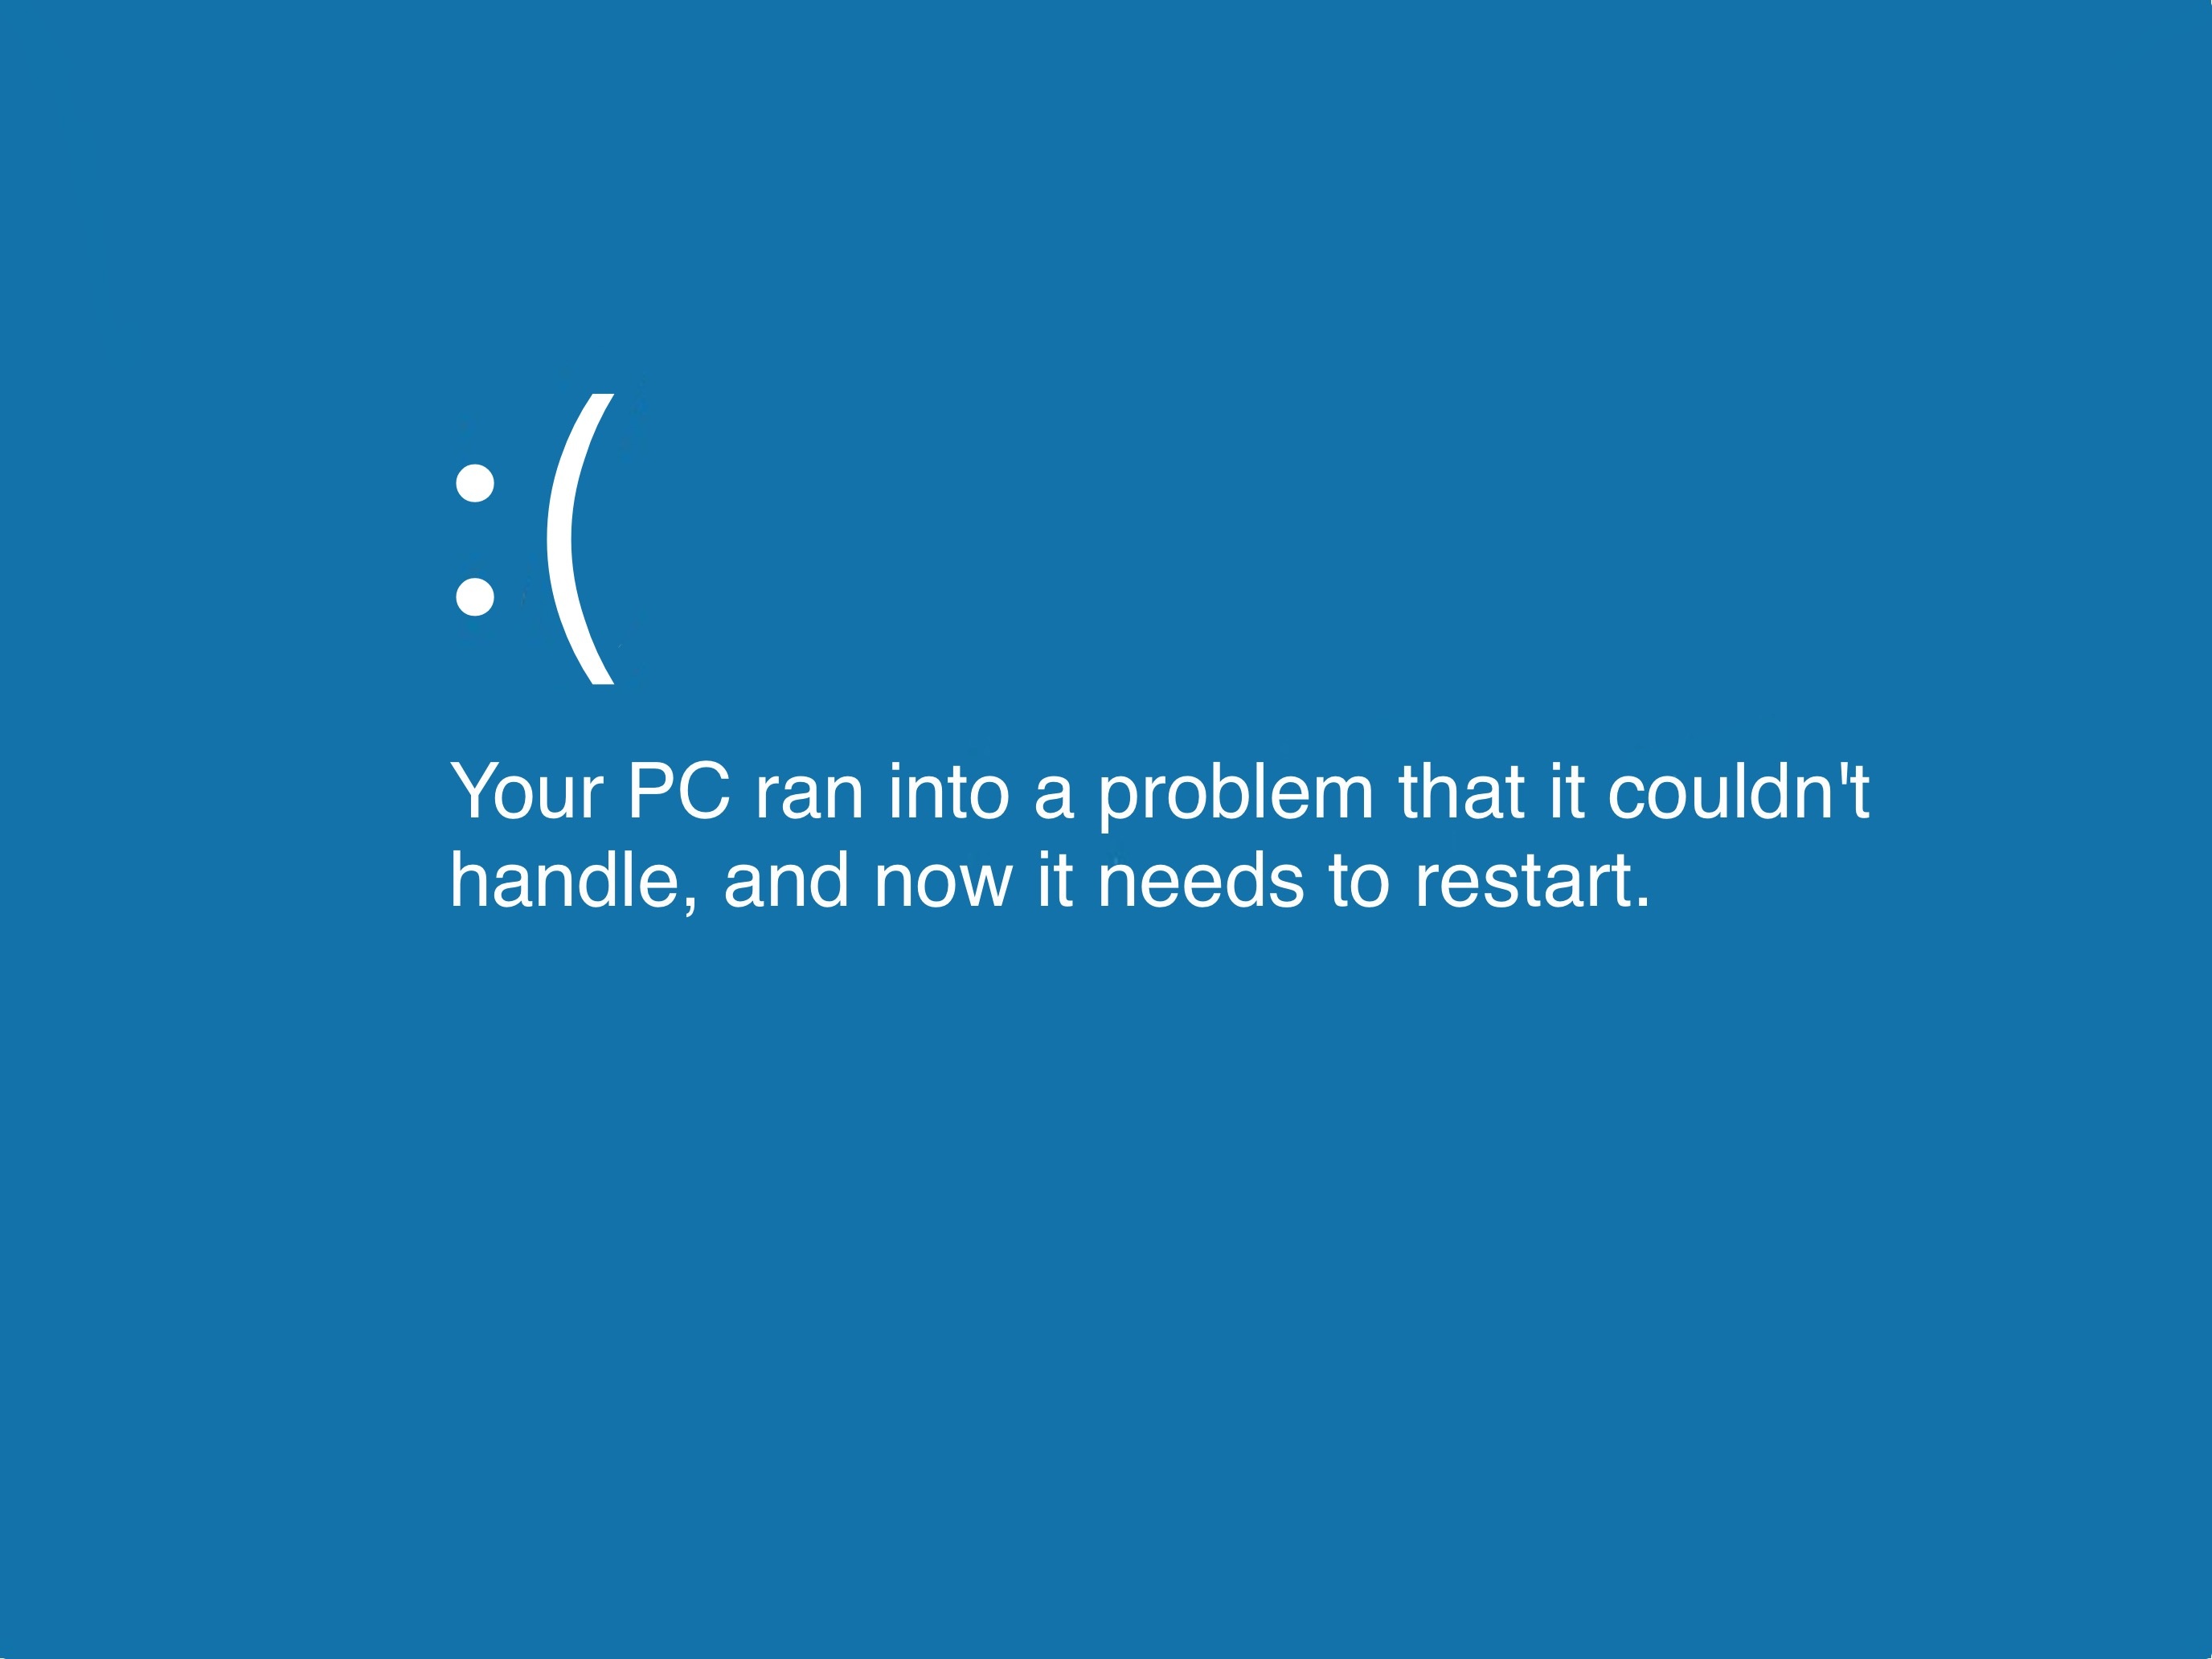 :(
Your PC ran into a problem that it couldn't
handle, and now it needs to restart.